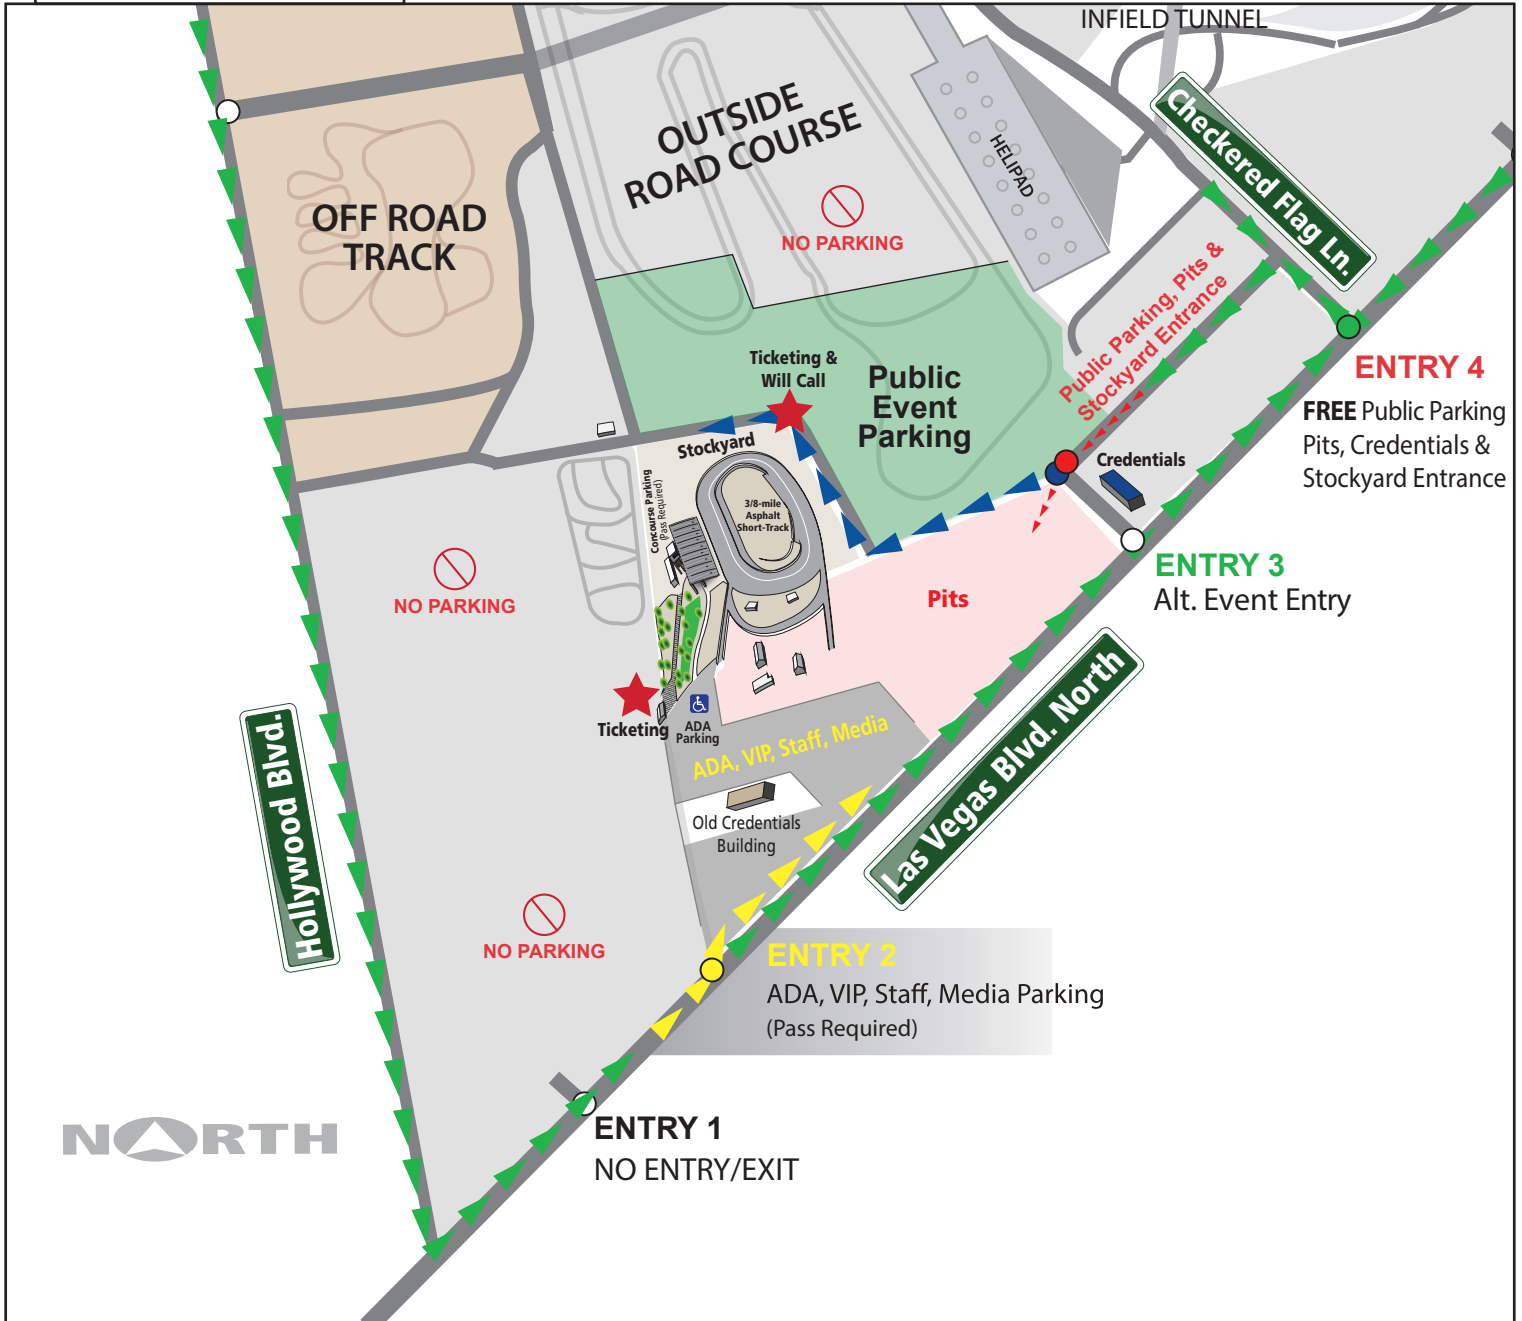 INFIELD TUNNEL
Checkered Flag Ln.
OUTSIDE
ROAD COURSE
HELIPAD
NO PARKING
OFF ROAD
TRACK
Public Parking, Pits &
Stockyard Entrance
Ticketing &
Will Call
Public
Event
Parking
ENTRY 4
FREE Public Parking
Pits, Credentials &
Stockyard Entrance
Stockyard
Credentials
Concourse Parking
(Pass Required)
3/8-mile
Asphalt
Short-Track
NO PARKING
Pits
ENTRY 3
Alt. Event Entry
Ticketing
ADA
Parking
ADA, VIP, Staff, Media
Las Vegas Blvd. North
Hollywood Blvd.
Old Credentials
Building
NO PARKING
ENTRY 2
ADA, VIP, Staff, Media Parking
(Pass Required)
ENTRY 1
NO ENTRY/EXIT
NORTH